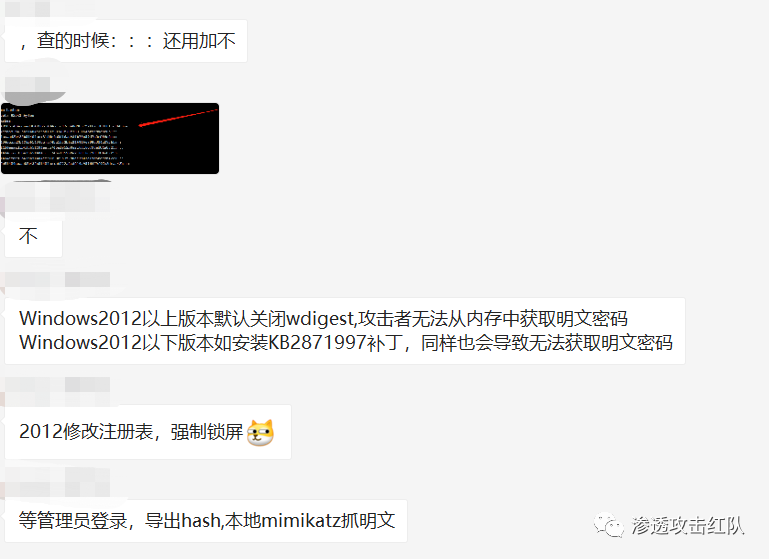 ，查的时候：：：还用加不
不
Windows2012以上版本默认关闭wdigest,攻击者无法从内存中获取明文密码
Windows2012以下版本如安装KB2871997补丁，同样也会导致无法获取明文密码
2012修改注册表，强制锁屏
等管理员登录，导出hash,本地mimikatz抓明文
渗透攻击红队